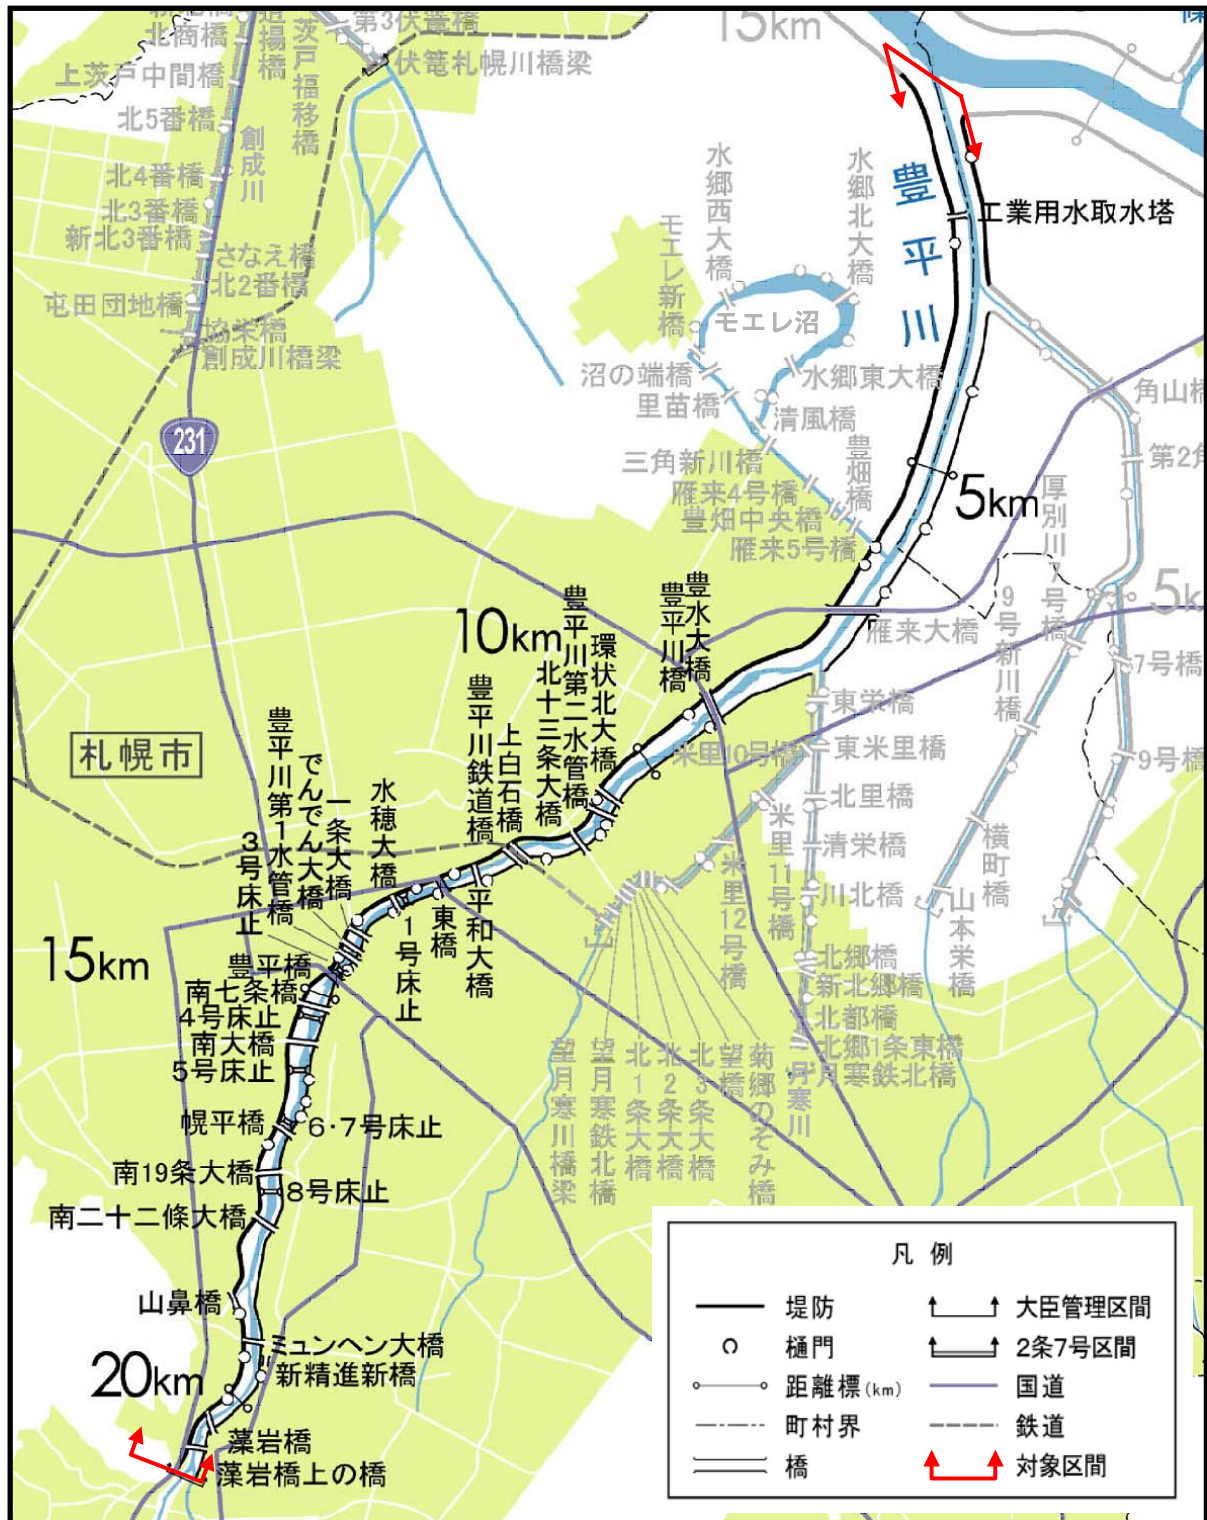 第3伏篭橋
15km
北商橋
茨戸福移橋
伏篭札幌川橋梁
上茨戸中間橋
北5番橋
創成川
北4番橋
北3番橋
新北3番橋
さなえ橋
北2番橋
屯田団地橋
協栄橋
創成川橋梁
水郷西大橋
水郷北大橋
モエレ新橋
モエレ沼
豊平川
工業用水取水塔
沼の端橋
水郷東大橋
里苗橋
清風橋
角山橋
231
三角新川橋
豊畑橋
雁来4号橋
豊畑中央橋
雁来5号橋
5km
厚別川7号橋
9号新川橋
雁来大橋
7号橋
9号橋
10km
豊平川第二水管橋
環状北大橋
豊平川橋
豊水大橋
北十三条大橋
上白石橋
豊平川鉄道橋
札幌市
豊平川第1水管橋
でんでん大橋
一条大橋
水穂大橋
3号床止
東栄橋
米里10号橋
東米里橋
北里橋
米里11号橋
清栄橋
横町橋
米里12号橋
川北橋
山本栄橋
15km
1号床止
東橋
平和大橋
豊平橋
南七条橋
4号床止
南大橋
5号床止
北郷橋
新北郷橋
北都橋
北郷1条東橋
月寒鉄北橋
月寒川
望月寒川橋梁
望月寒鉄北橋
北1条大橋
北2条大橋
北3条大橋
望橋
菊郷のぞみ橋
幌平橋
6・7号床止
南19条大橋
8号床止
南二十二條大橋
山鼻橋
ミュンヘン大橋
20km
新精進新橋
藻岩橋
藻岩橋上の橋
凡 例
堤防
大臣管理区間
樋門
2条7号区間
距離標(km)
国道
町村界
鉄道
橋
対象区間